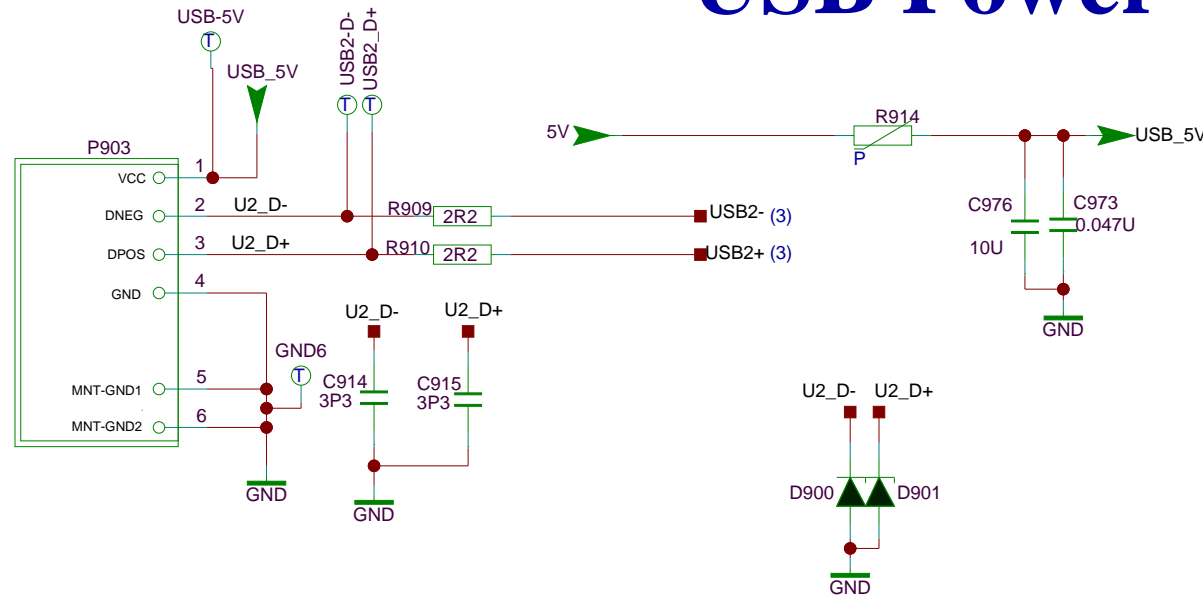 USB Power
USB-5V
T
USB_5V
USB2-D-
USB2_D+
T
T
P903
VCC
1
DNEG
2
U2_D-
DPOS
3
U2_D+
GND
4
MNT-GND1
5
MNT-GND2
6
GND6
T
GND
R909
2R2
USB2- (3)
R910
2R2
USB2+ (3)
U2_D-
U2_D+
C914
3P3
C915
3P3
GND
5V
R914
P
USB_5V
C976
10U
C973
0.047U
GND
U2_D-
U2_D+
D900
D901
GND